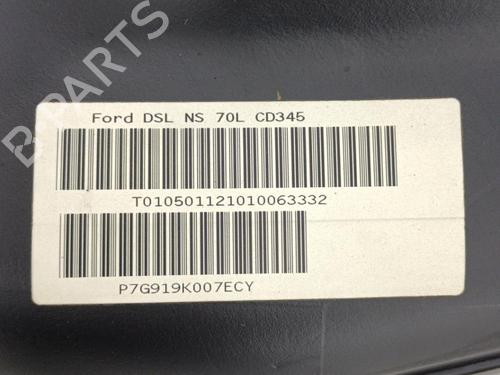 Ford DSL NS 70L CD345
T010501121010063332
P7G919K007ECY
B-PARTS